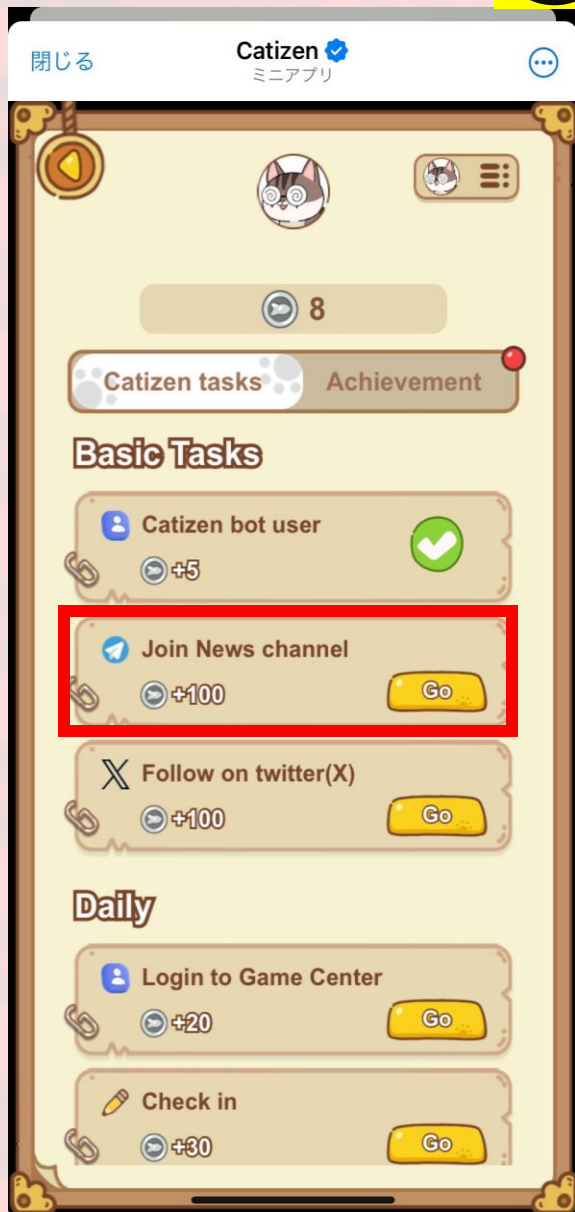 閉じる
Catizen
ミニアプリ
8
Catizen tasks
Achievement
Basic Tasks
Catizen bot user
+5
Join News channel
+100
Go
Follow on twitter(X)
+100
Go
Daily
Login to Game Center
+20
Go
Check in
+30
Go